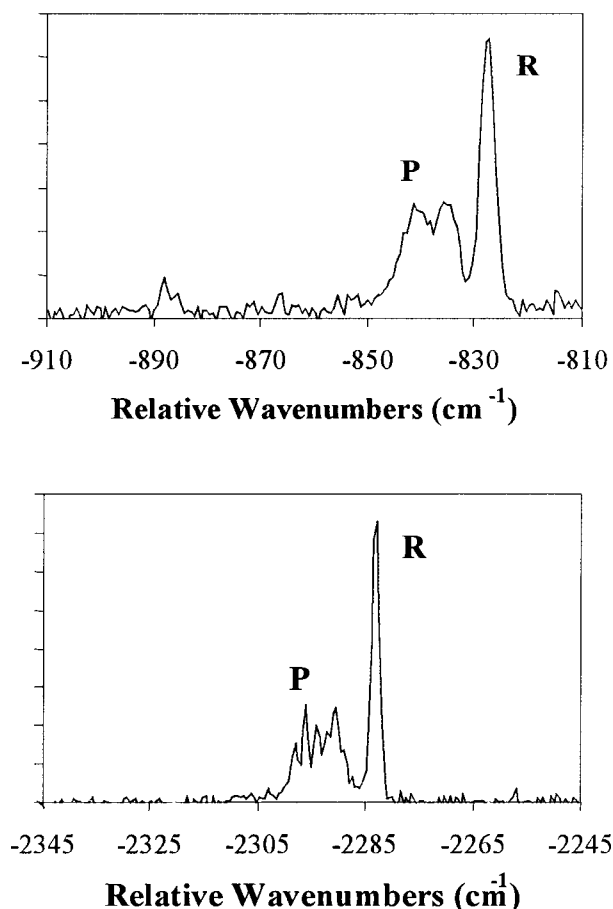 R
P
-910 -890 -870 -850 -830 -810
Relative Wavenumbers (cm -1)
R
P
-2345 -2325 -2305 -2285 -2265 -2245
Relative Wavenumbers (cm-1)